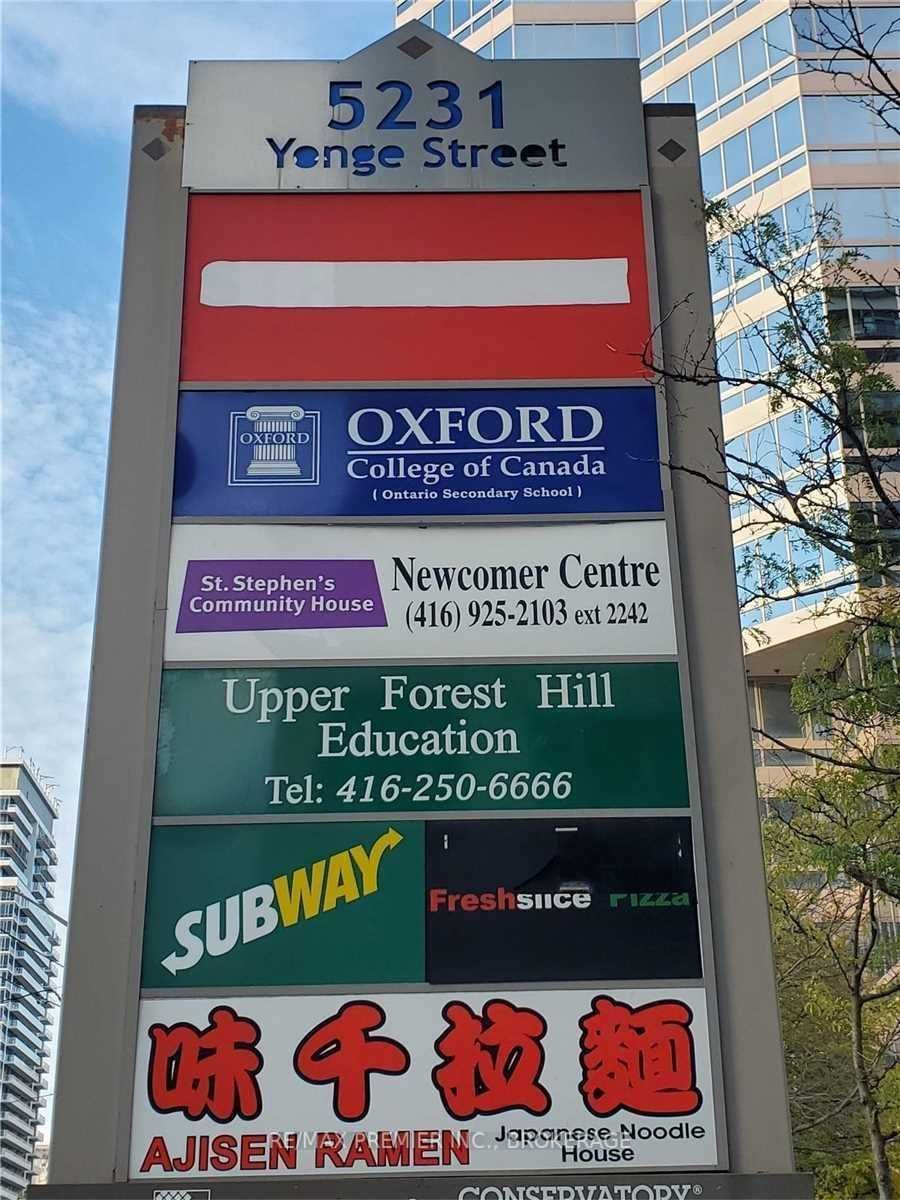 5231
Yonge Street
OXFORD
OXFORD
College of Canada
( Ontario Secondary School )
St. Stephen's
Community House
Newcomer Centre
(416) 925-2103 ext 2242
Upper Forest Hill
Education
Tel: 416-250-6666
SUBWAY
Freshslice Pizza
味千拉麵
AJISEN RAMEN
Japanese Noodle
House
RE/MAX PREMIER INC., BROKERAGE
CONSERVATORY®